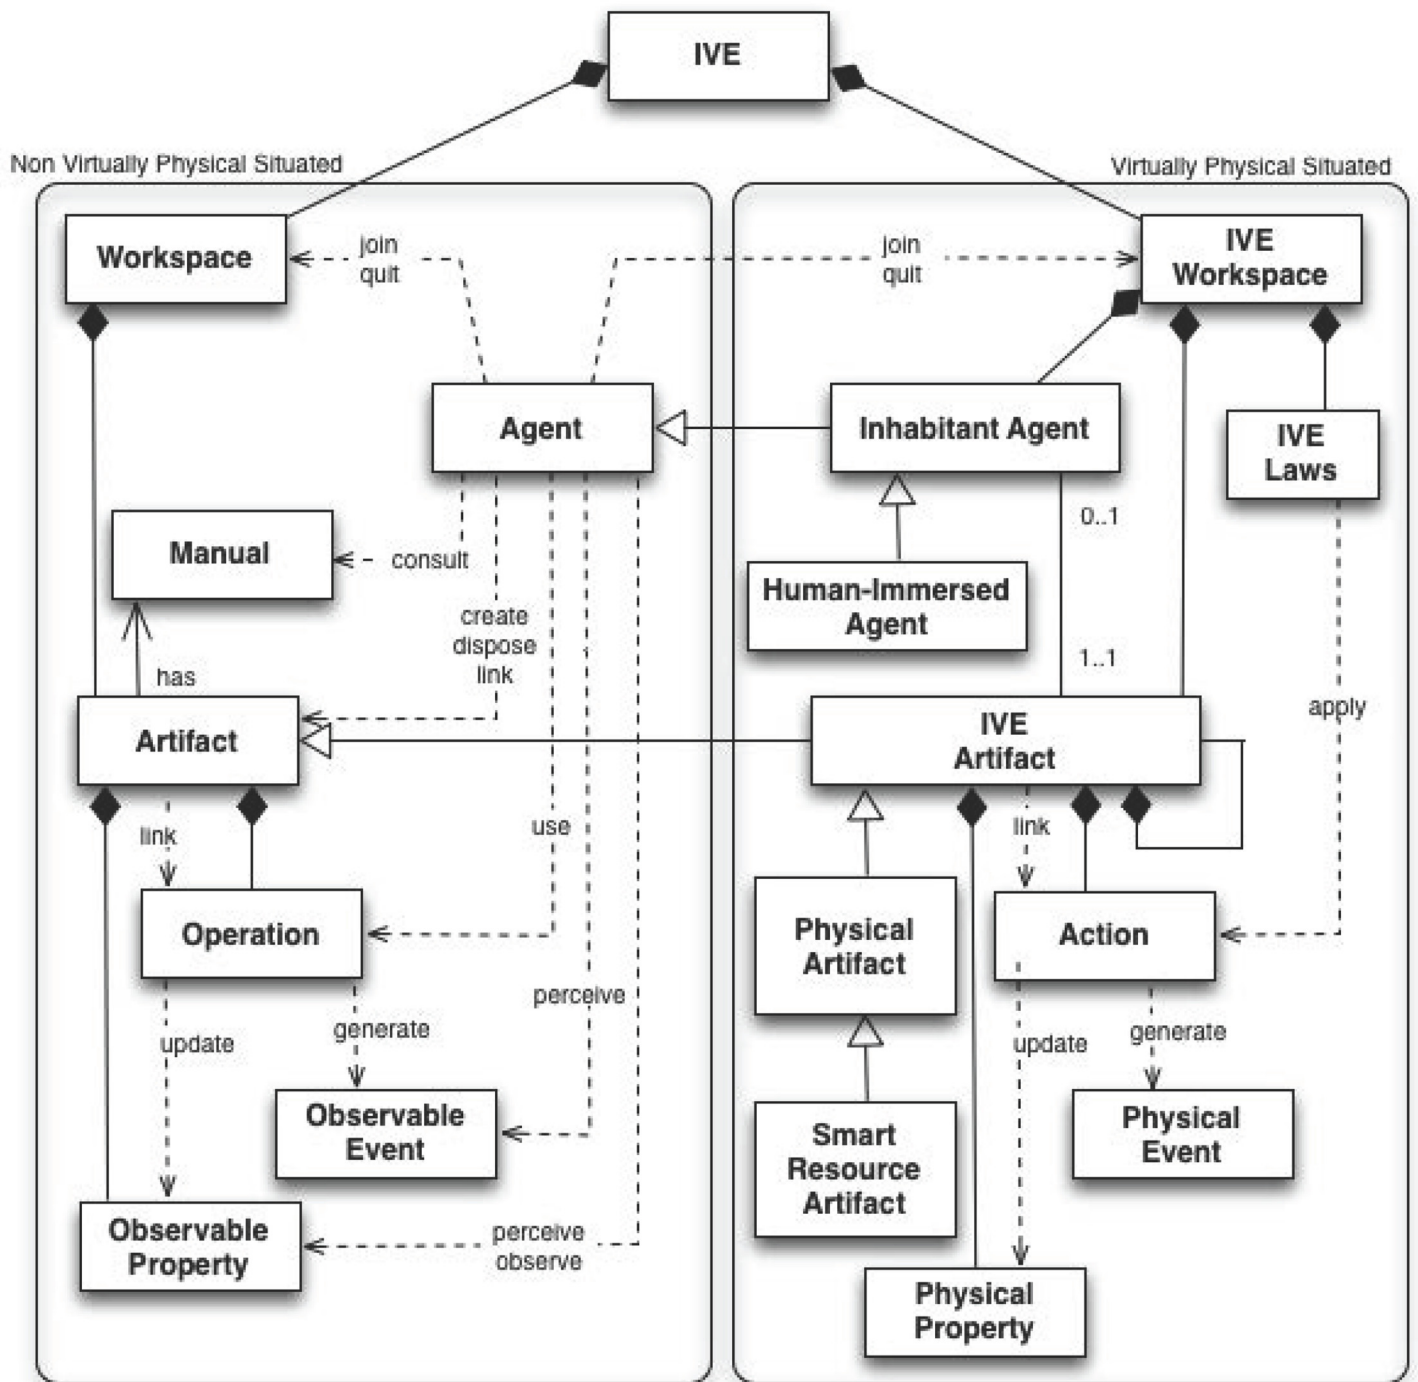 IVE
Non Virtually Physical Situated
Virtually Physical Situated
Workspace
join
quit
join
quit
IVE
Workspace
Agent
Inhabitant Agent
IVE
Laws
Manual
consult
0..1
Human-Immersed
Agent
create
dispose
link
has
1..1
apply
Artifact
IVE
Artifact
link
use
link
Operation
Physical
Artifact
Action
perceive
update
generate
update
generate
Observable
Event
Smart
Resource
Artifact
Physical
Event
Observable
Property
perceive
observe
Physical
Property